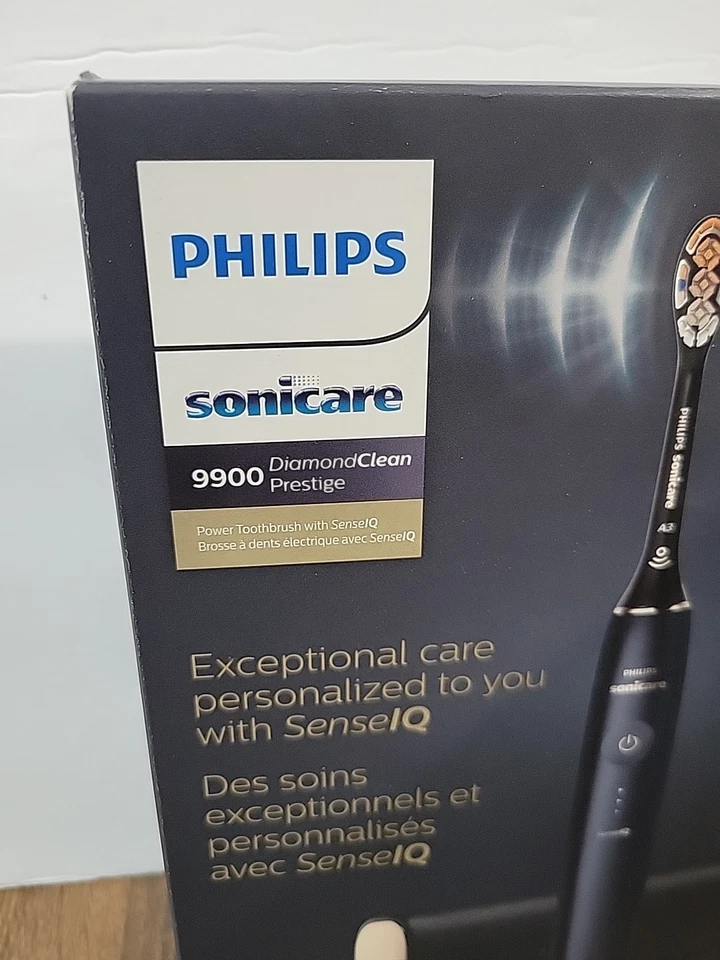 PHILIPS
sonicare
9900 DiamondClean
Prestige
Power Toothbrush with SenseIQ
Brosse à dents électrique avec SenseIQ
Exceptional care
personalized to you
with SenseIQ
Des soins
exceptionnels et
personnalisés
avec SenseIQ
PHILIPS sonicare
A3
PHILIPS
sonicare